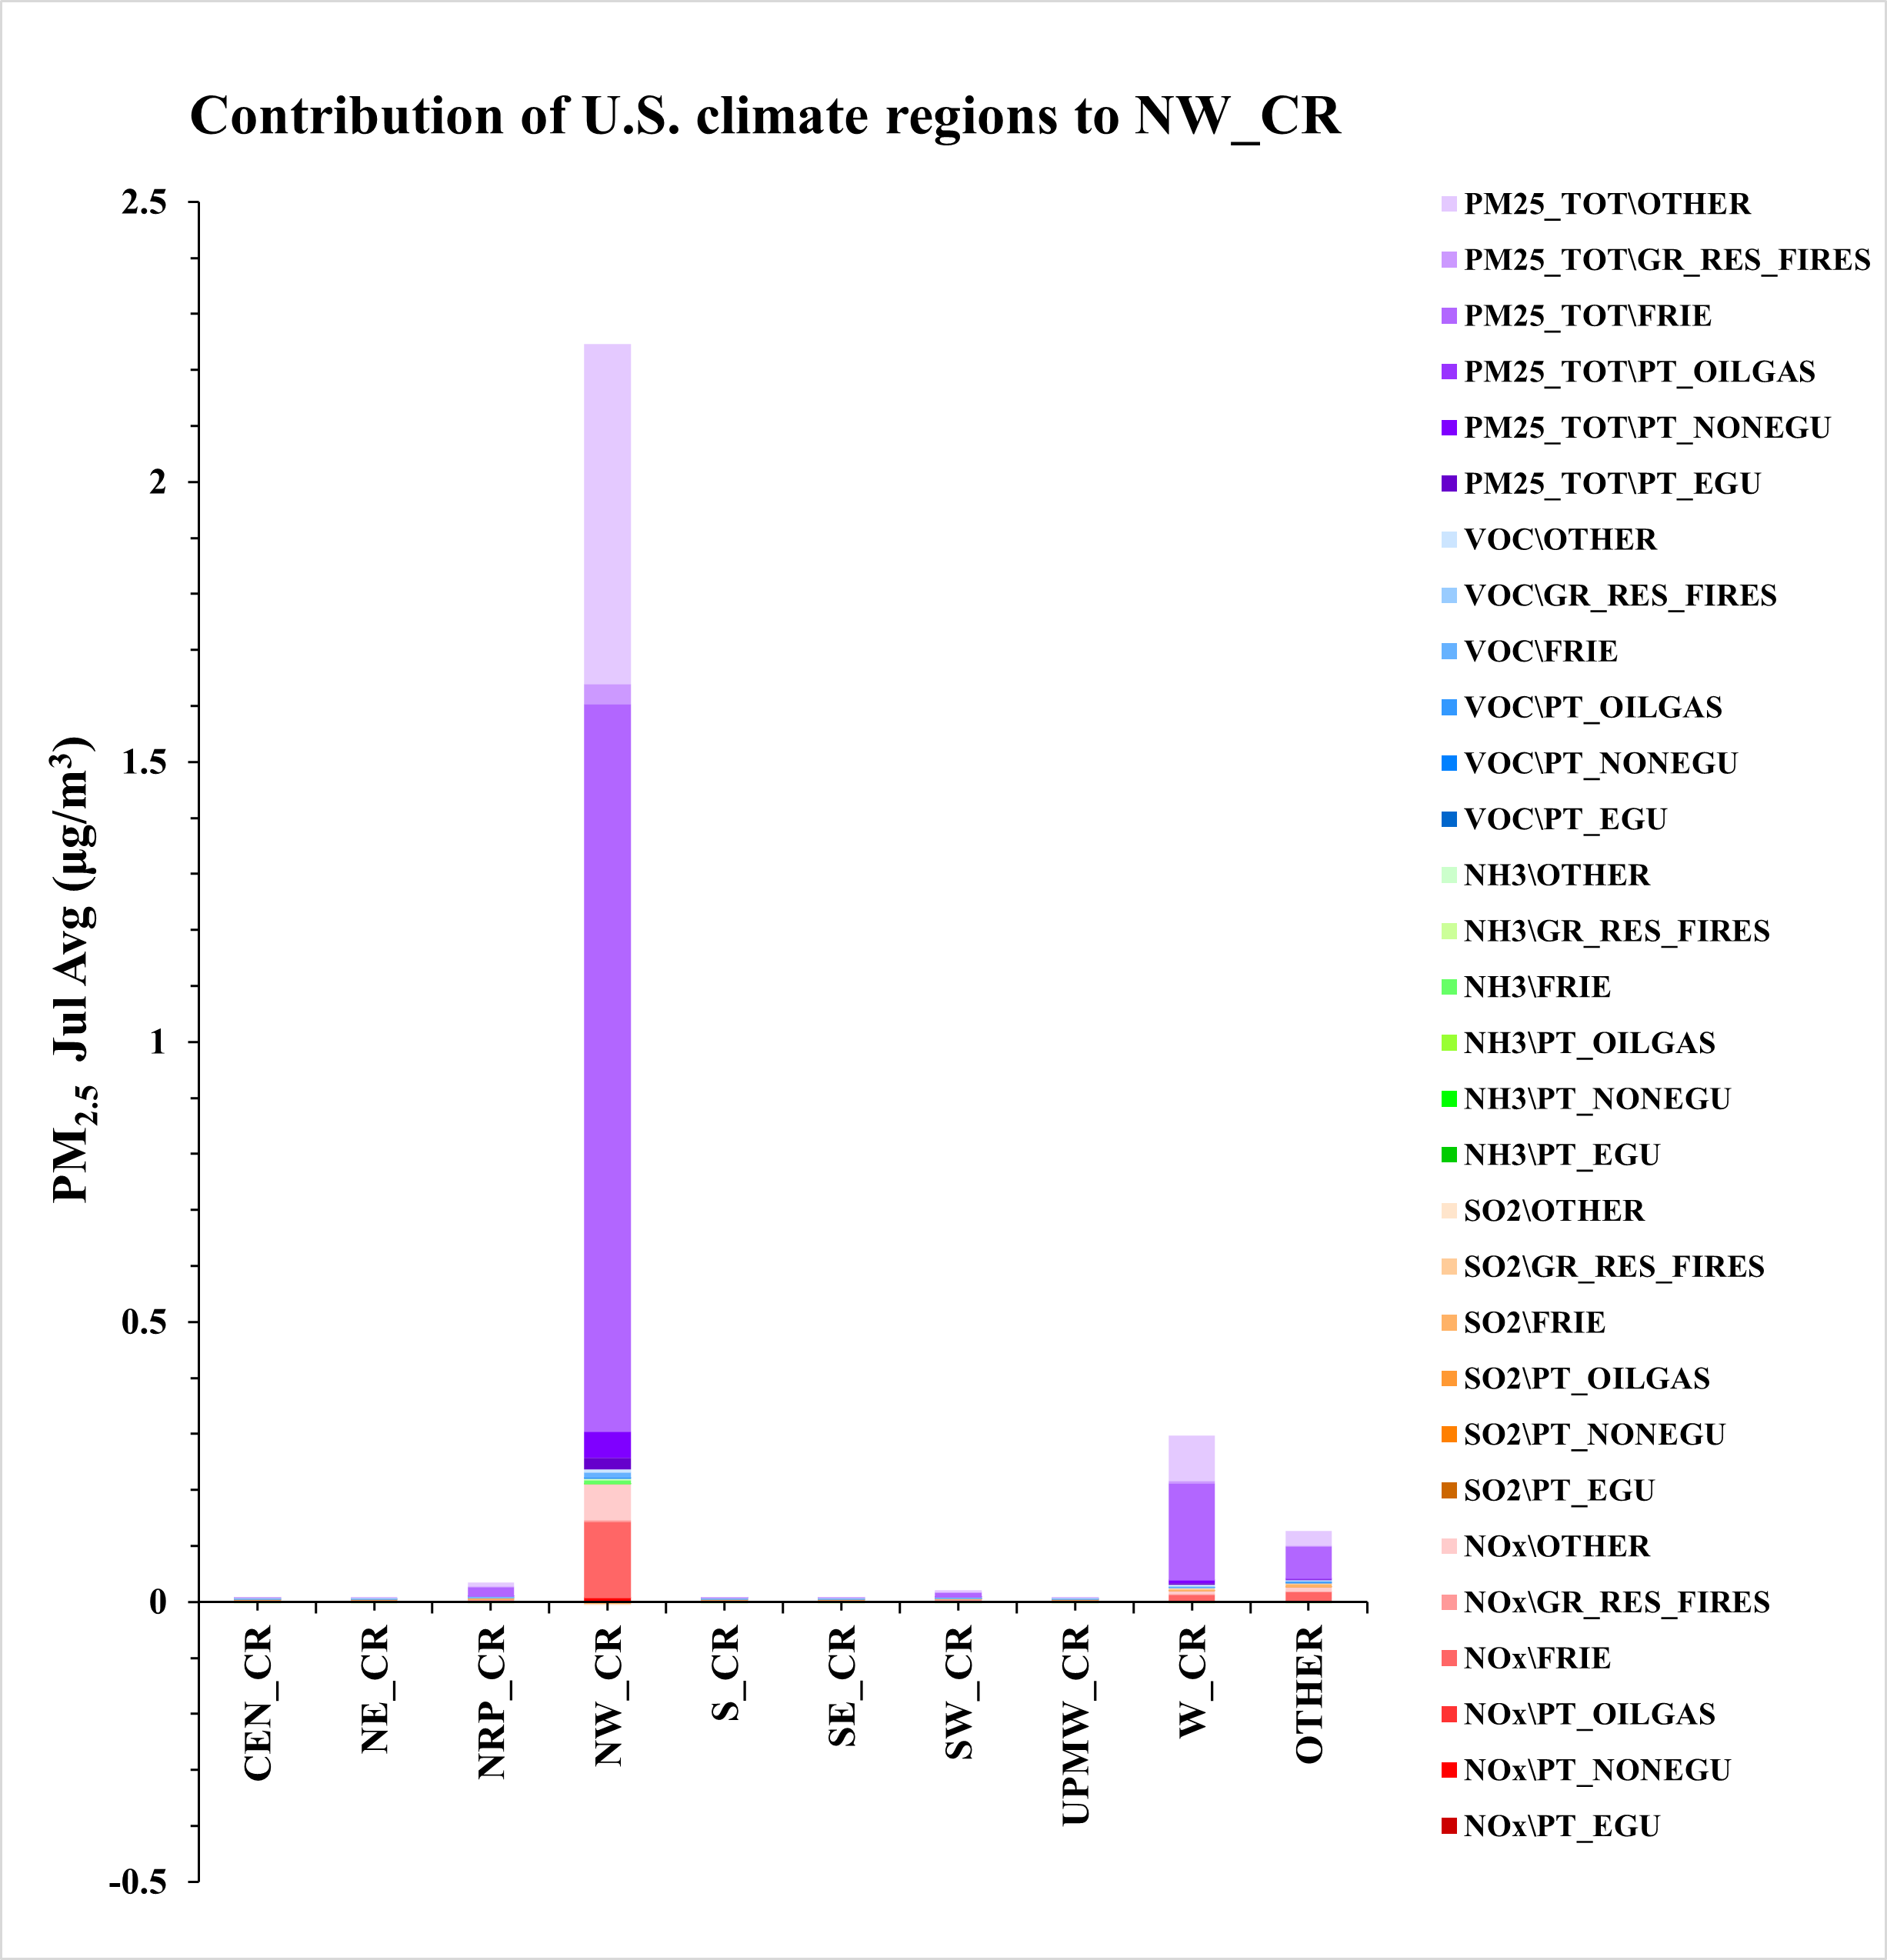 Contribution of U.S. climate regions to NW_CR
PM2.5 Jul Avg (µg/m³)
2.5
2
1.5
1
0.5
0
-0.5
CEN_CR
NE_CR
NRP_CR
NW_CR
S_CR
SE_CR
SW_CR
UPMW_CR
W_CR
OTHER
PM25_TOT\OTHER
PM25_TOT\GR_RES_FIRES
PM25_TOT\FRIE
PM25_TOT\PT_OILGAS
PM25_TOT\PT_NONEGU
PM25_TOT\PT_EGU
VOC\OTHER
VOC\GR_RES_FIRES
VOC\FRIE
VOC\PT_OILGAS
VOC\PT_NONEGU
VOC\PT_EGU
NH3\OTHER
NH3\GR_RES_FIRES
NH3\FRIE
NH3\PT_OILGAS
NH3\PT_NONEGU
NH3\PT_EGU
SO2\OTHER
SO2\GR_RES_FIRES
SO2\FRIE
SO2\PT_OILGAS
SO2\PT_NONEGU
SO2\PT_EGU
NOx\OTHER
NOx\GR_RES_FIRES
NOx\FRIE
NOx\PT_OILGAS
NOx\PT_NONEGU
NOx\PT_EGU